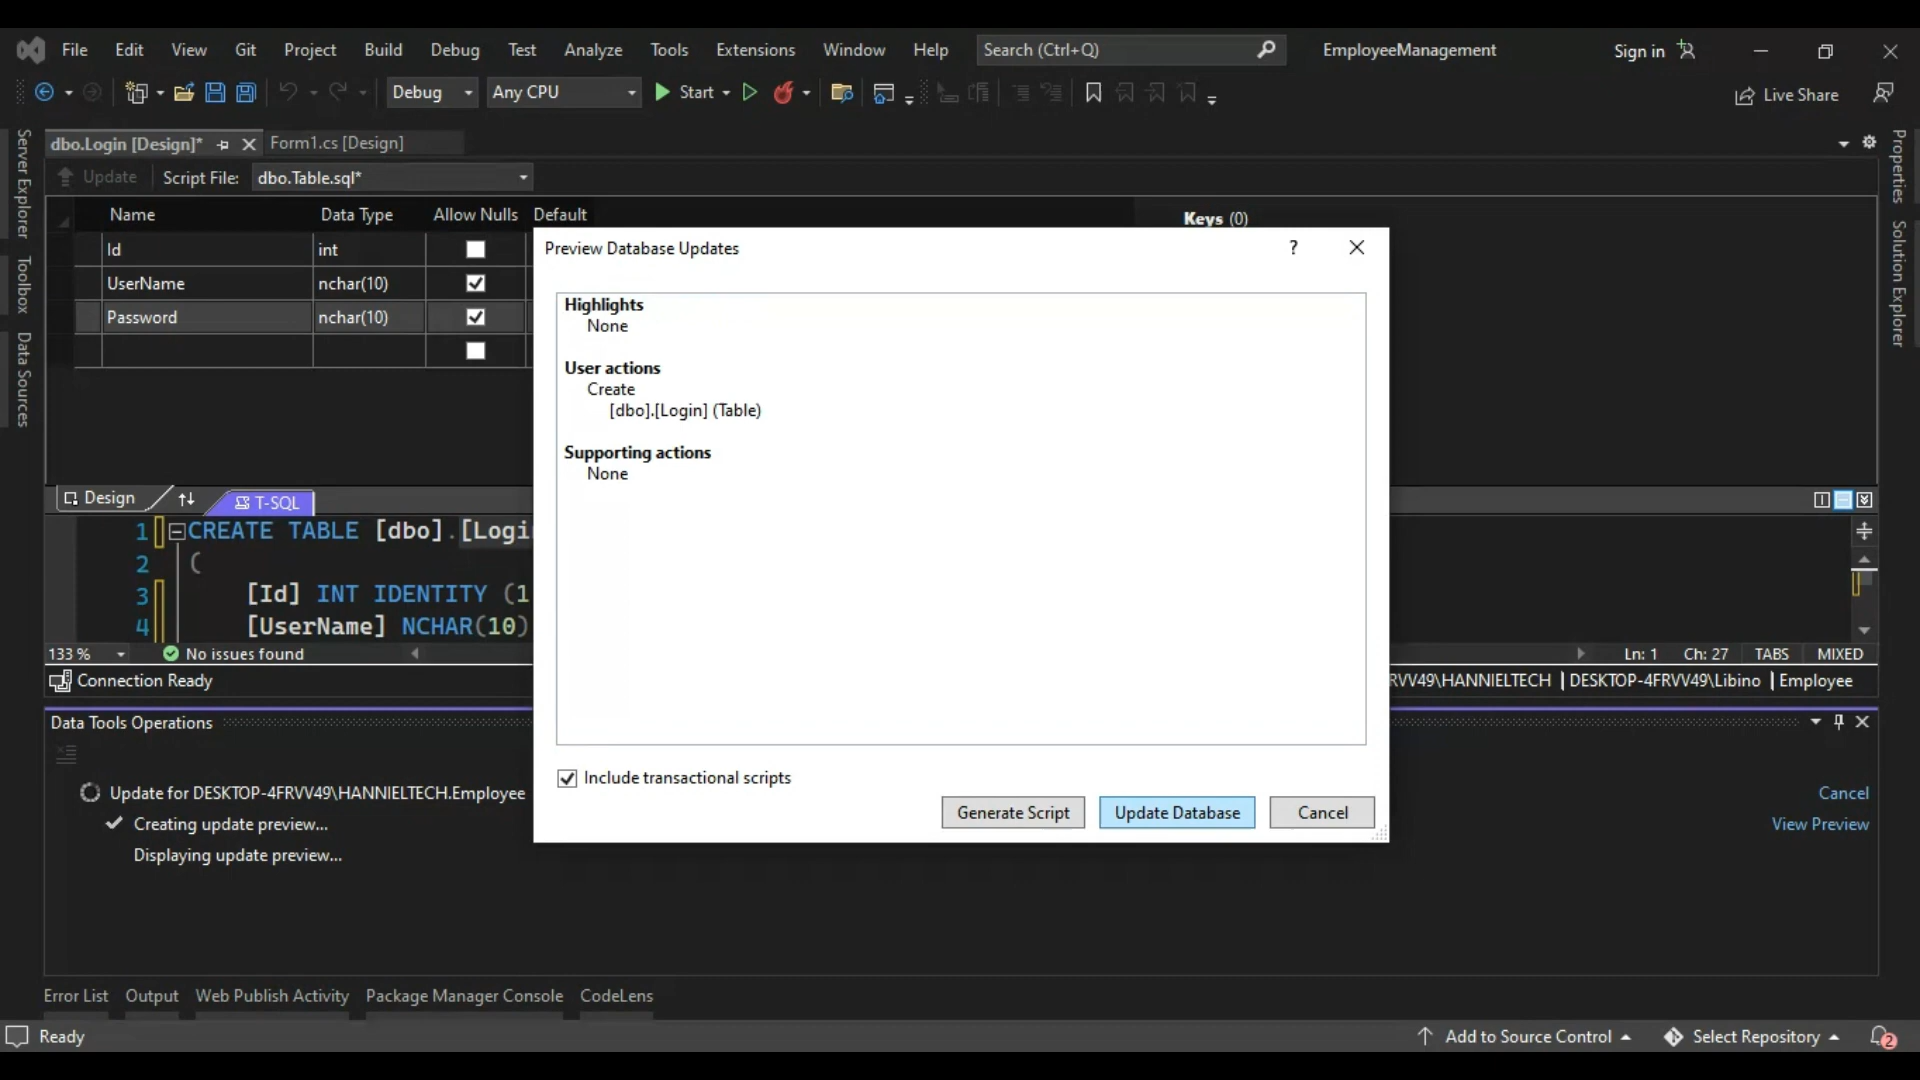 File Edit View Git Project Build Debug Test Analyze Tools Extensions Window Help Search (Ctrl+Q) EmployeeManagement Sign in
Debug Any CPU Start Live Share
dbo.Login [Design]* Form1.cs [Design]
Update Script File: dbo.Table.sql*
Server Explorer
Toolbox
Data Sources
Properties
Solution Explorer
Name Data Type Allow Nulls Default
Id int
UserName nchar(10)
Password nchar(10)
Keys (0)
Preview Database Updates ?
Highlights
None
User actions
Create
[dbo].[Login] (Table)
Supporting actions
None
Include transactional scripts
Generate Script Update Database Cancel
Design T-SQL
1 CREATE TABLE [dbo].[Logi
2 (
3 [Id] INT IDENTITY (1
4 [UserName] NCHAR(10)
133 % No issues found Ln: 1 Ch: 27 TABS MIXED
Connection Ready RVV49\HANNIELTECH | DESKTOP-4FRVV49\Libino | Employee
Data Tools Operations
Update for DESKTOP-4FRVV49\HANNIELTECH.Employee Cancel
Creating update preview... View Preview
Displaying update preview...
Error List Output Web Publish Activity Package Manager Console CodeLens
Ready Add to Source Control Select Repository 2